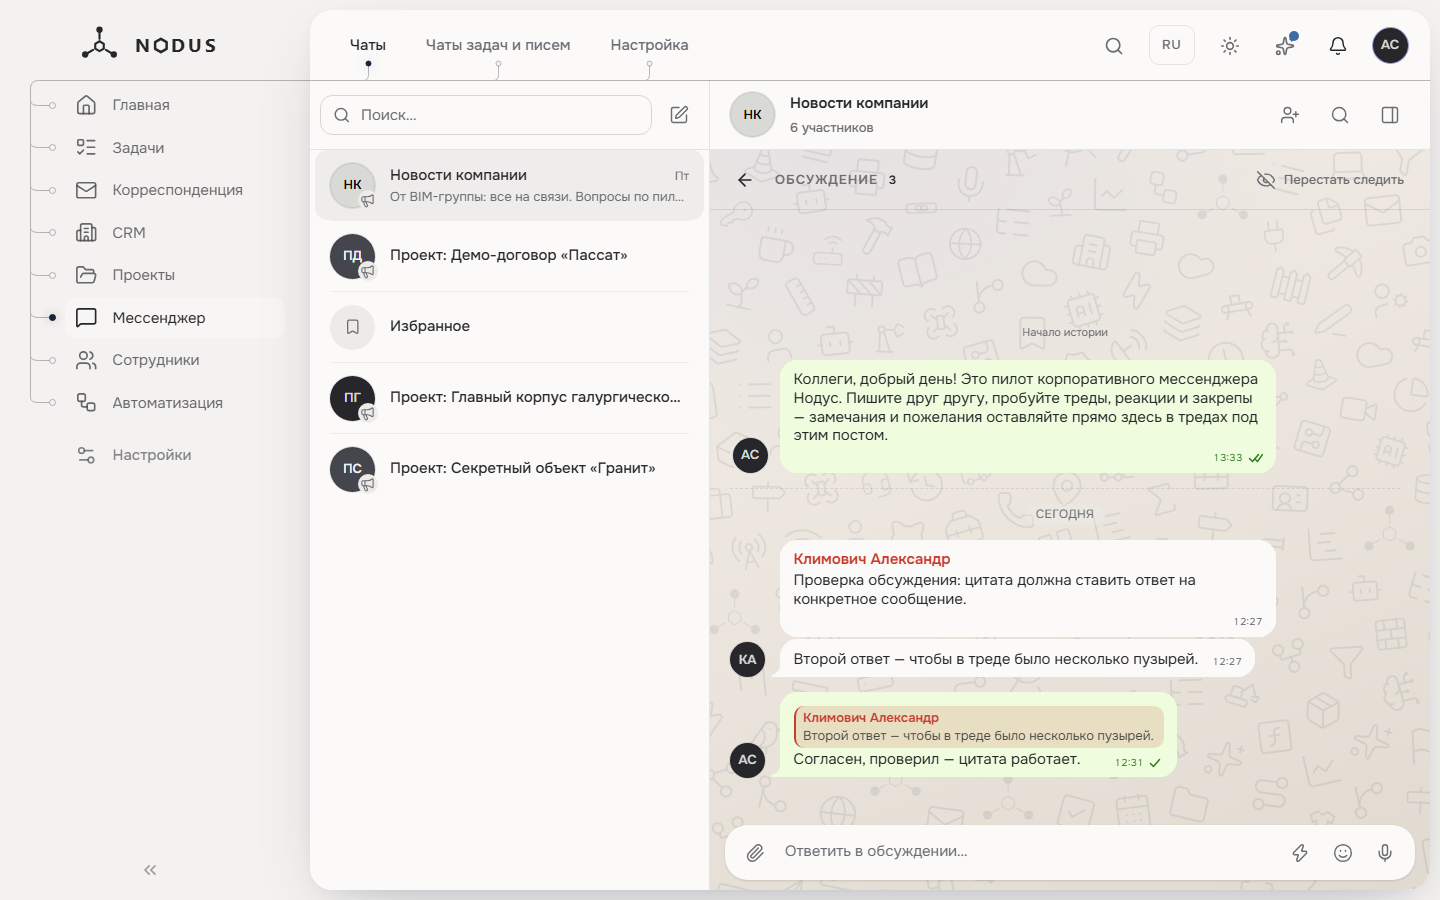 NODUS
Чаты
Чаты задач и писем
Настройка
RU
АС
Главная
Задачи
Корреспонденция
CRM
Проекты
Мессенджер
Сотрудники
Автоматизация
Настройки
Поиск...
НК
Новости компании
Пт
От BIM-группы: все на связи. Вопросы по пил...
ПД
Проект: Демо-договор «Пассат»
Избранное
ПГ
Проект: Главный корпус галургическо...
ПС
Проект: Секретный объект «Гранит»
НК
Новости компании
6 участников
ОБСУЖДЕНИЕ 3
Перестать следить
Начало истории
Коллеги, добрый день! Это пилот корпоративного мессенджера
Нодус. Пишите друг другу, пробуйте треды, реакции и закрепы
— замечания и пожелания оставляйте прямо здесь в тредах под
этим постом.
АС
13:33
СЕГОДНЯ
Климович Александр
Проверка обсуждения: цитата должна ставить ответ на
конкретное сообщение.
12:27
КА
Второй ответ — чтобы в треде было несколько пузырей. 12:27
Климович Александр
Второй ответ — чтобы в треде было несколько пузырей.
АС
Согласен, проверил — цитата работает. 12:31
Ответить в обсуждении...